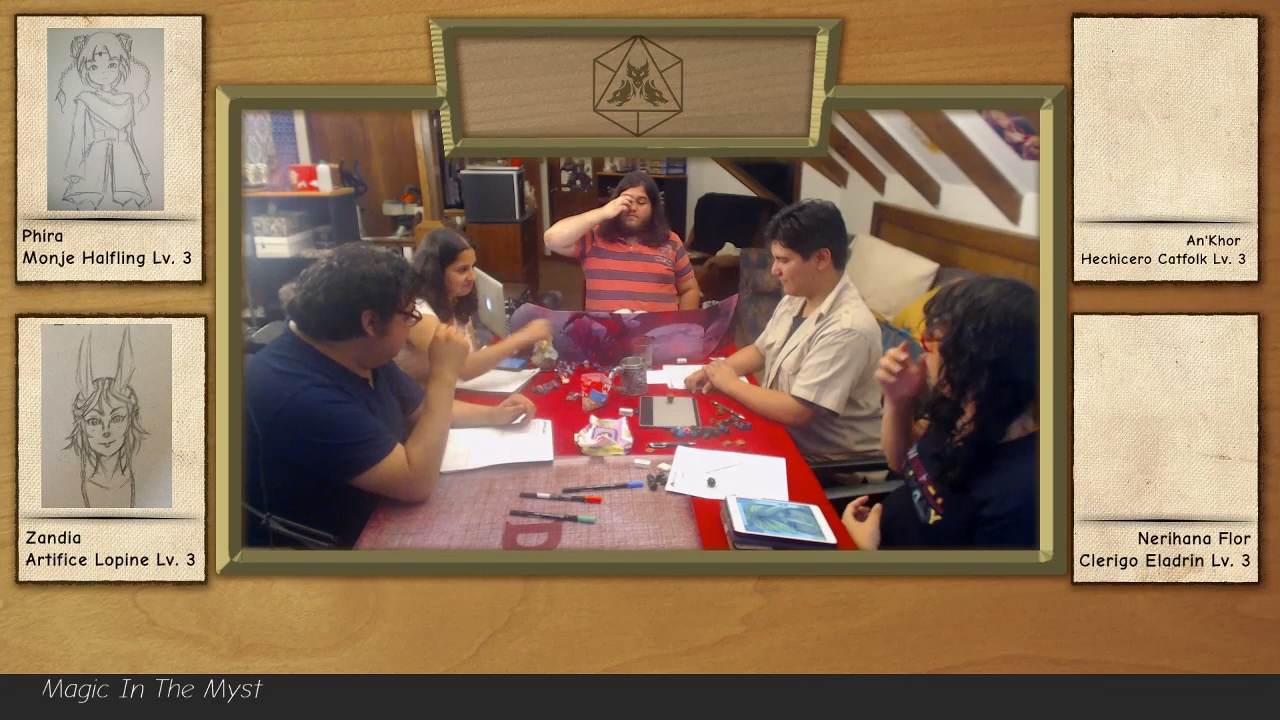 Phira
Monje Halfling Lv. 3
Zandia
Artifice Lopine Lv. 3
An'Khor
Hechicero Catfolk Lv. 3
Nerihana Flor
Clerigo Eladrin Lv. 3
Magic In The Myst